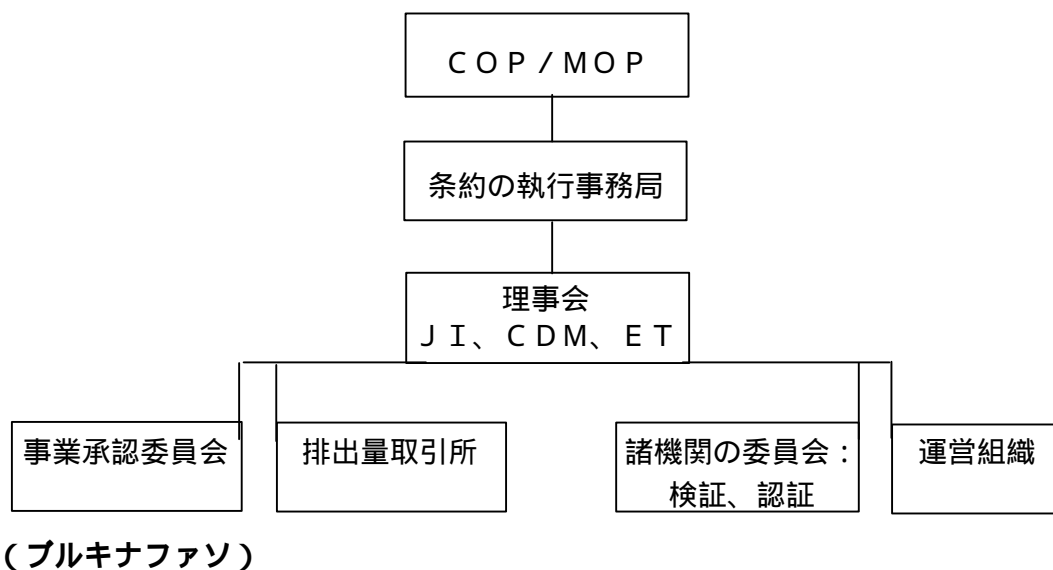 ＣＯＰ/ＭＯＰ
条約の執行事務局
理事会
ＪＩ、ＣＤＭ、ＥＴ
事業承認委員会
排出量取引所
諸機関の委員会：
検証、認証
運営組織
（ブルキナファソ）